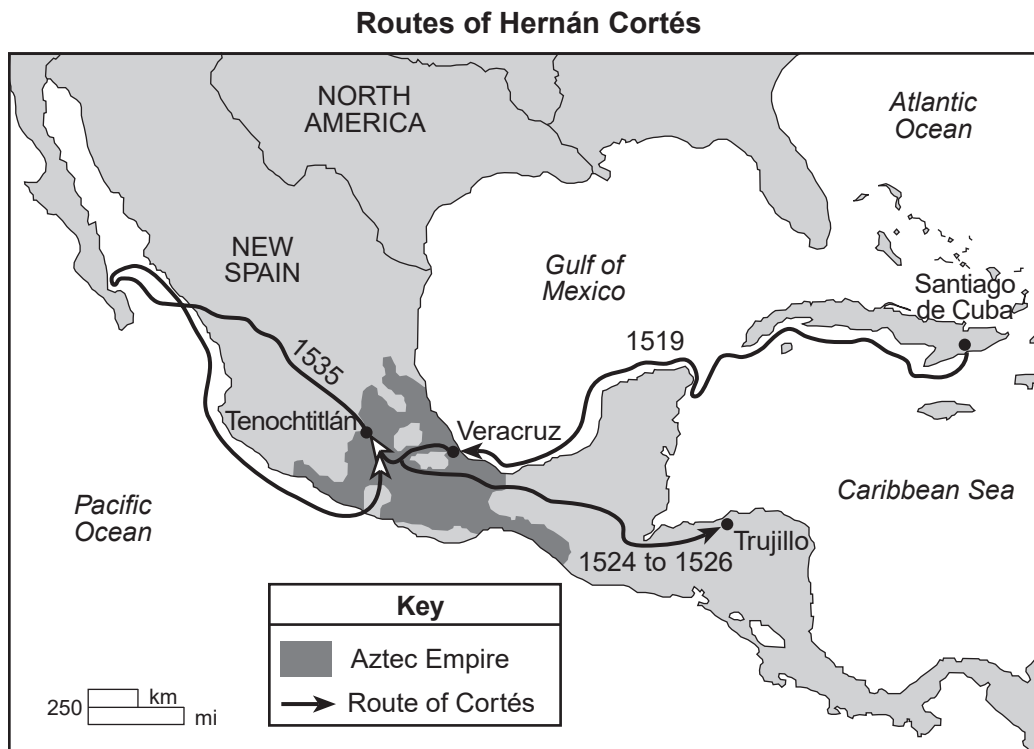 Routes of Hernán Cortés
NORTH
AMERICA
Atlantic
Ocean
NEW
SPAIN
Gulf of
Mexico
Santiago
de Cuba
1519
1535
Tenochtitlán
Veracruz
Pacific
Ocean
Caribbean Sea
Trujillo
1524 to 1526
Key
Aztec Empire
Route of Cortés
250
km
mi